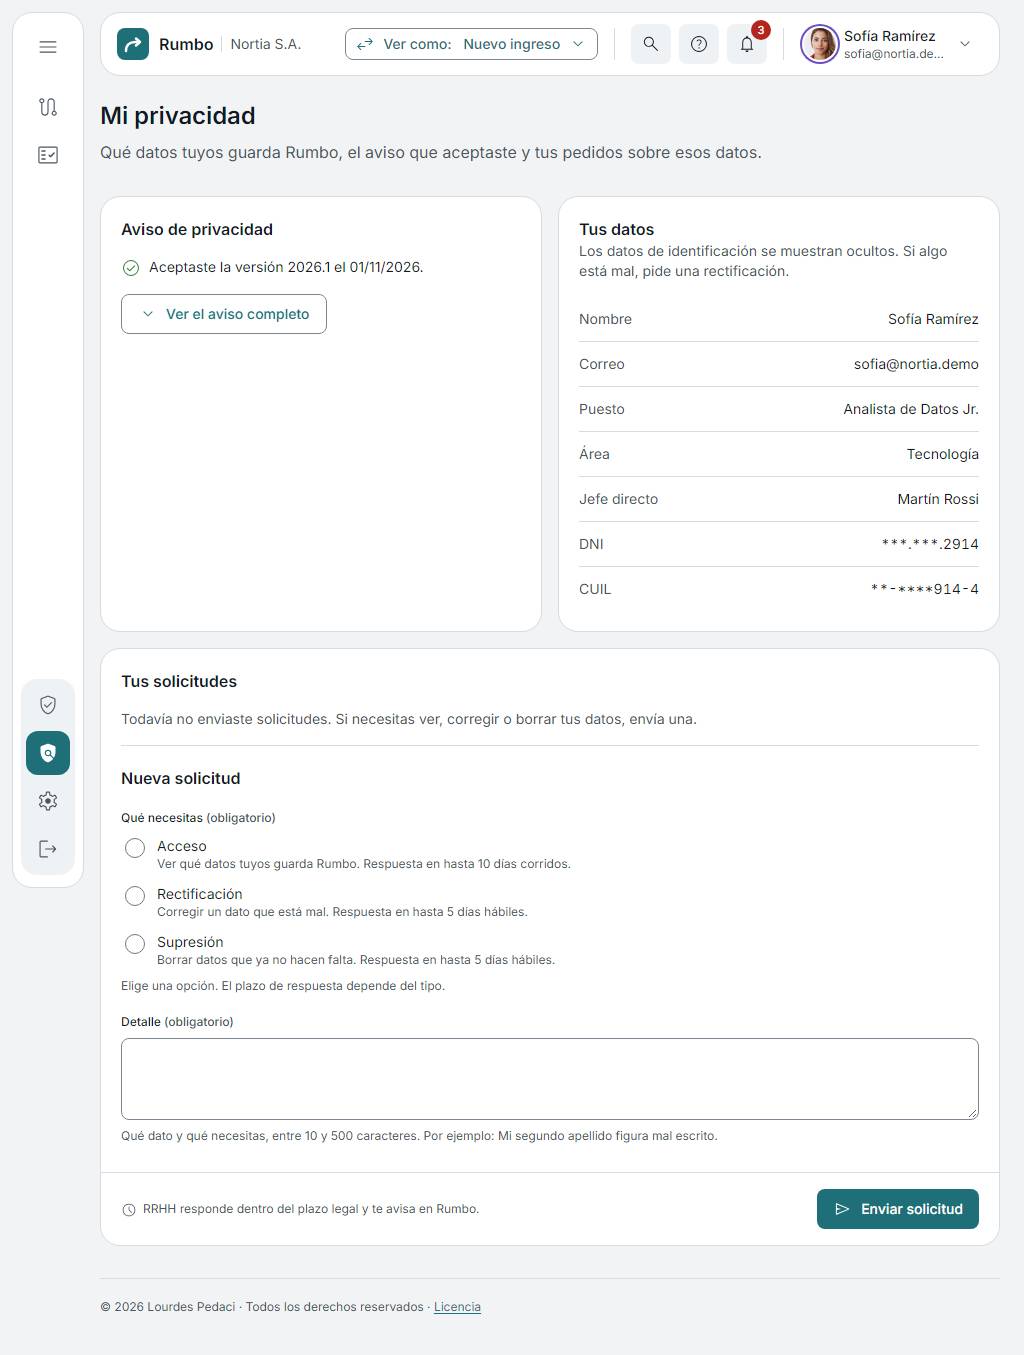 Rumbo
Nortia S.A.
Ver como: Nuevo ingreso
3
Sofía Ramírez
sofia@nortia.de...
Mi privacidad
Qué datos tuyos guarda Rumbo, el aviso que aceptaste y tus pedidos sobre esos datos.
Aviso de privacidad
Aceptaste la versión 2026.1 el 01/11/2026.
Ver el aviso completo
Tus datos
Los datos de identificación se muestran ocultos. Si algo
está mal, pide una rectificación.
Nombre Sofía Ramírez
Correo sofia@nortia.demo
Puesto Analista de Datos Jr.
Área Tecnología
Jefe directo Martín Rossi
DNI ***.***.2914
CUIL **-****914-4
Tus solicitudes
Todavía no enviaste solicitudes. Si necesitas ver, corregir o borrar tus datos, envía una.
Nueva solicitud
Qué necesitas (obligatorio)
Acceso
Ver qué datos tuyos guarda Rumbo. Respuesta en hasta 10 días corridos.
Rectificación
Corregir un dato que está mal. Respuesta en hasta 5 días hábiles.
Supresión
Borrar datos que ya no hacen falta. Respuesta en hasta 5 días hábiles.
Elige una opción. El plazo de respuesta depende del tipo.
Detalle (obligatorio)
Qué dato y qué necesitas, entre 10 y 500 caracteres. Por ejemplo: Mi segundo apellido figura mal escrito.
RRHH responde dentro del plazo legal y te avisa en Rumbo.
Enviar solicitud
© 2026 Lourdes Pedaci · Todos los derechos reservados · Licencia